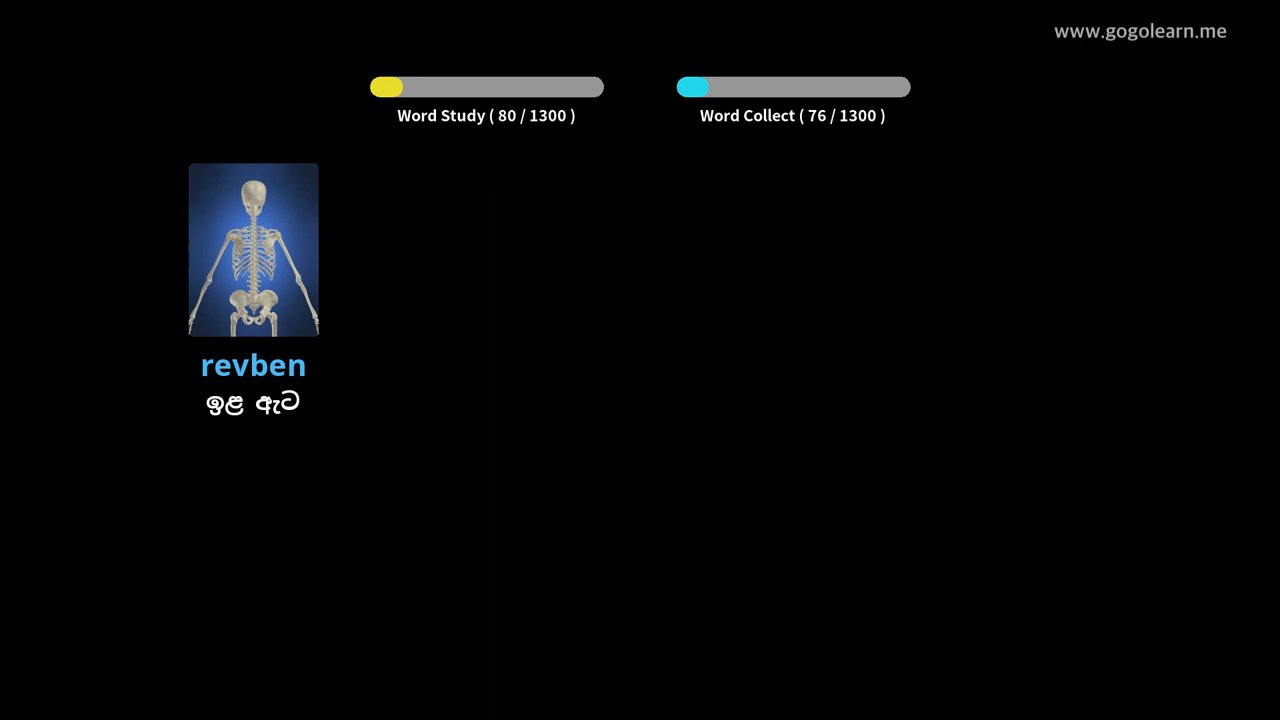 www.gogolearn.me
Word Study ( 80 / 1300 )
Word Collect ( 76 / 1300 )
revben
ඉළ ඇට